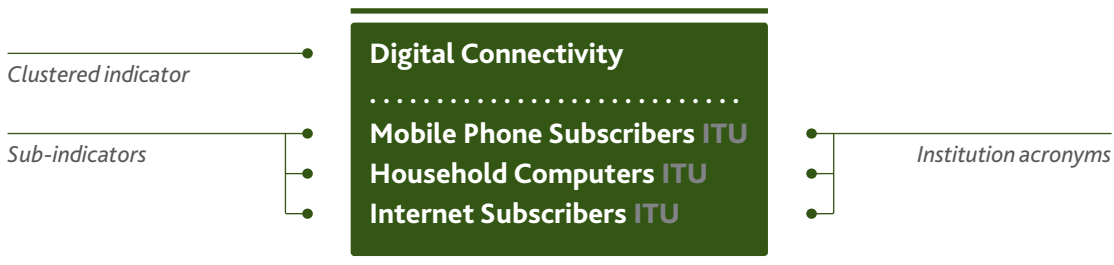 Digital Connectivity
Clustered indicator
Mobile Phone Subscribers ITU
Sub-indicators
Institution acronyms
Household Computers ITU
Internet Subscribers ITU